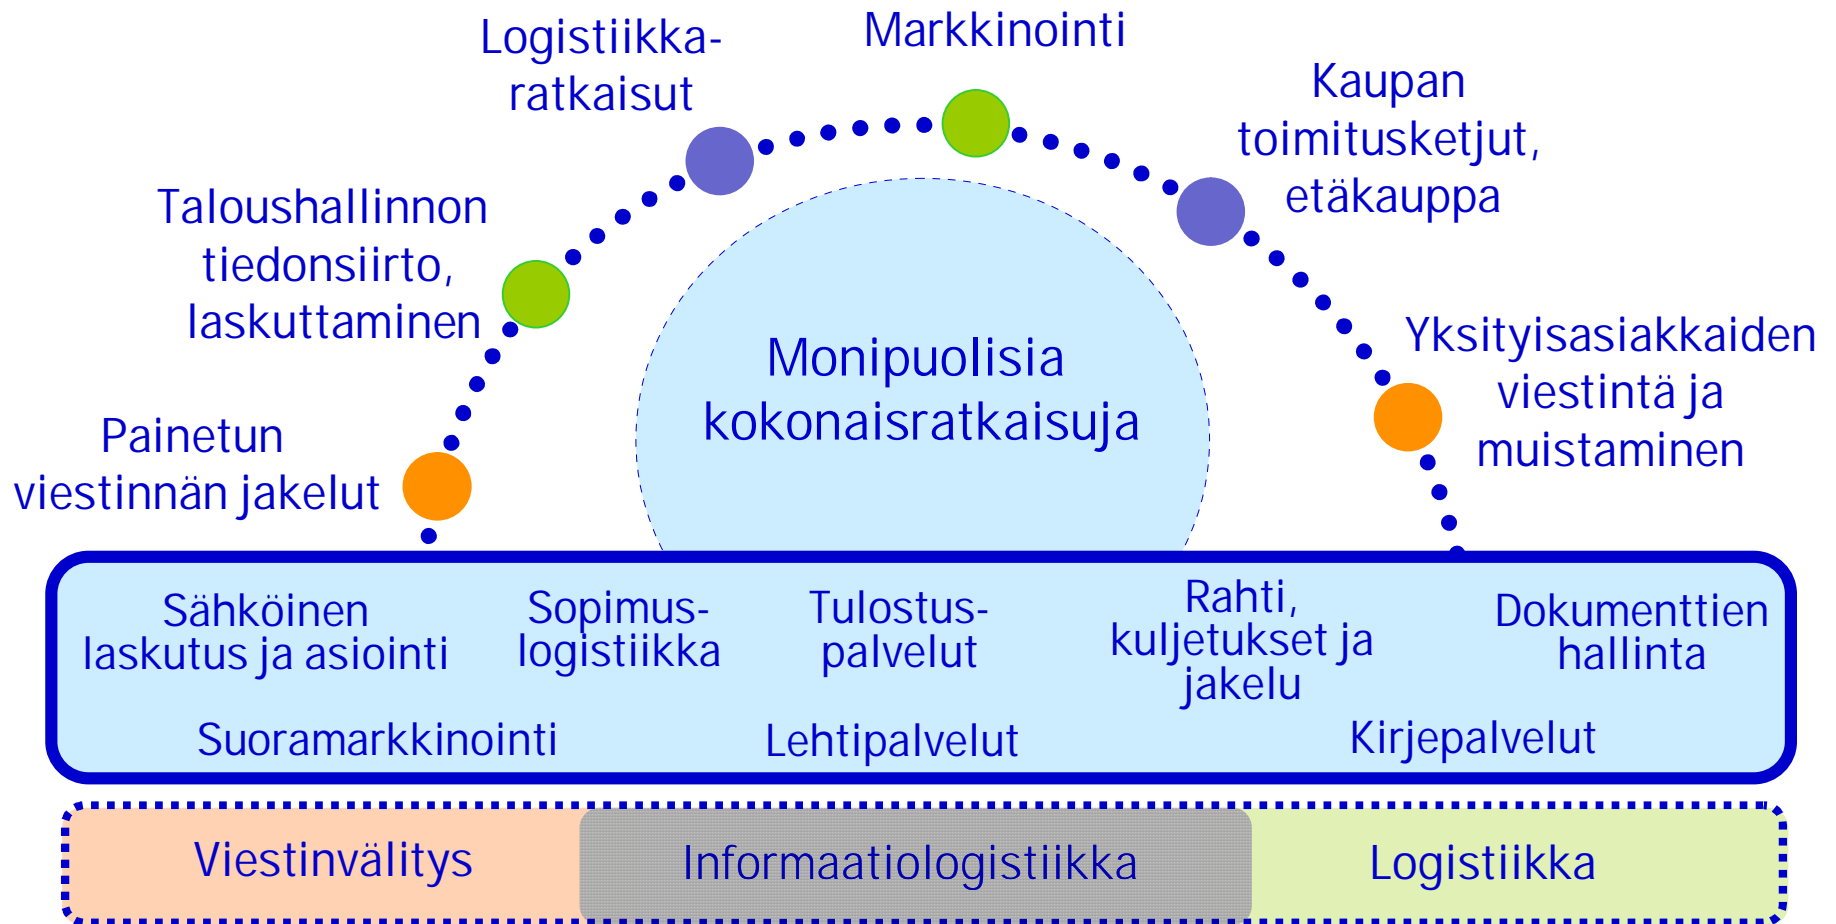 Logistiikka-
ratkaisut
Markkinointi
Kaupan
toimitusketjut,
etäkauppa
Taloushallinnon
tiedonsiirto,
laskuttaminen
Yksityisasiakkaiden
viestintä ja
muistaminen
Painetun
viestinnän jakelut
Monipuolisia
kokonaisratkaisuja
Sähköinen
laskutus ja asiointi
Sopimus-
logistiikka
Tulostus-
palvelut
Rahti,
kuljetukset ja
jakelu
Dokumenttien
hallinta
Suoramarkkinointi
Lehtipalvelut
Kirjepalvelut
Viestinvälitys
Informaatiologistiikka
Logistiikka